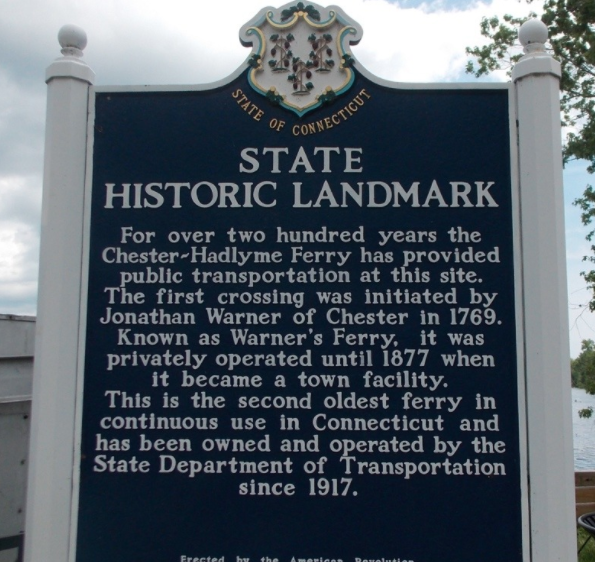 STATE OF CONNECTICUT
STATE
HISTORIC LANDMARK
For over two hundred years the
Chester-Hadlyme Ferry has provided
public transportation at this site.
The first crossing was initiated by
Jonathan Warner of Chester in 1769.
Known as Warner's Ferry, it was
privately operated until 1877 when
it became a town facility.
This is the second oldest ferry in
continuous use in Connecticut and
has been owned and operated by the
State Department of Transportation
since 1917.
Erected by the American Revolution